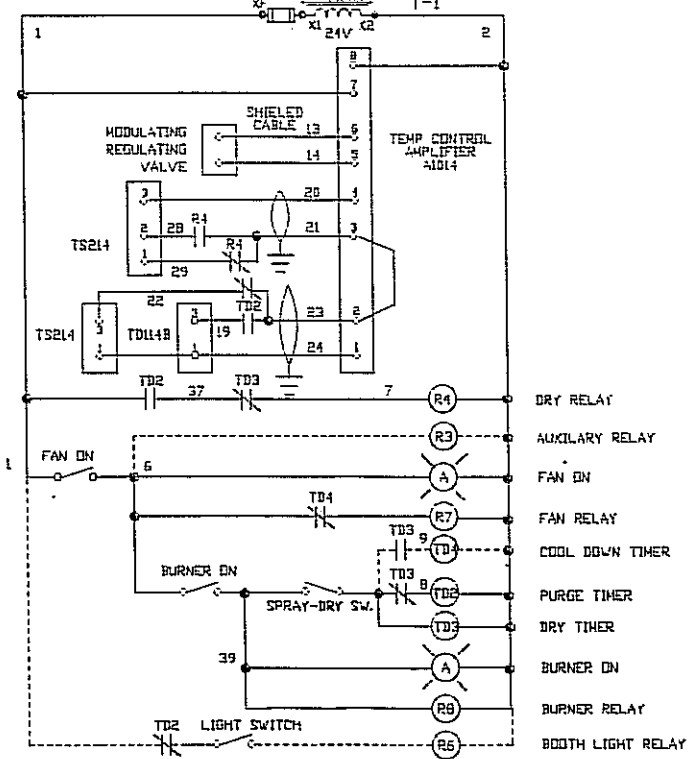 X1 X2 T-1
1 24V 2
8
7
SHIELED
CABLE
MODULATING
REGULATING
VALVE
13 6
14 5
TEMP CONTROL
AMPLIFIER
A1014
3 20 4
TS214
2 28 R4 21 3
1 29 R4
22
TS214 TD114B
3 3 19 TD2 23 2
1 24 1
TD2 37 TD3 7 R4 DRY RELAY
R3 AUXILARY RELAY
1 FAN ON 6 A FAN ON
TD4 R7 FAN RELAY
TD3 9 TD4 COOL DOWN TIMER
BURNER ON SPRAY-DRY SW. TD3 8 TD2 PURGE TIMER
TD3 DRY TIMER
39 A BURNER ON
R8 BURNER RELAY
TD2 LIGHT SWITCH R6 BOOTH LIGHT RELAY